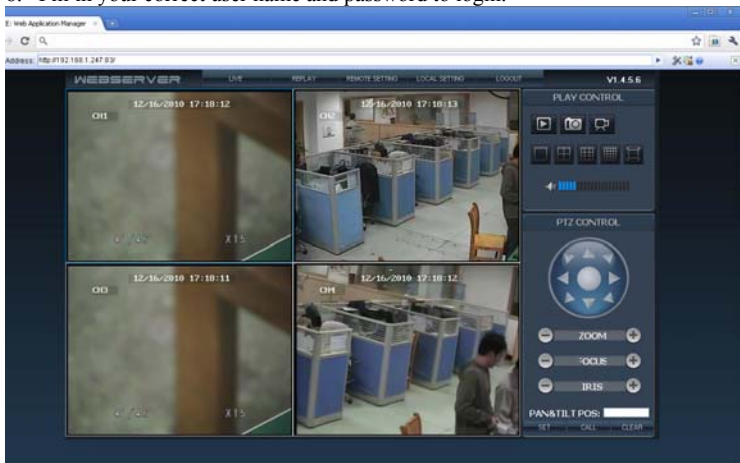 6. Fill in your correct user name and password to login.
E: Web Application Manager
Address: http://192.168.1.247:83/
WEBSERVER LIVE REPLAY REMOTE SETTING LOCAL SETTING LOGOUT V1.4.5.6
12/16/2010 17:18:12
CH1
X15
12/16/2010 17:18:13
CH2
PLAY CONTROL
12/16/2010 17:18:11
CH3
X15
12/16/2010 17:18:12
CH4
PTZ CONTROL
ZOOM
FOCUS
IRIS
PAN&TILT POS:
SET CALL CLEAR